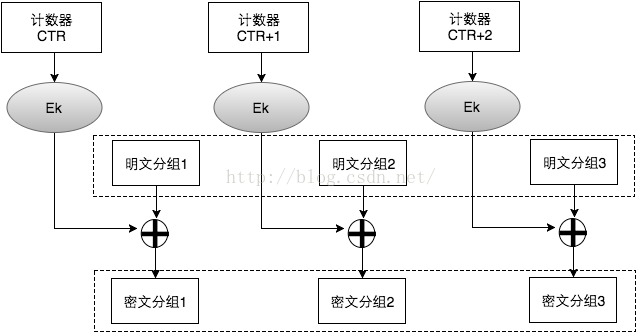 计数器
CTR
计数器
CTR+1
计数器
CTR+2
Ek
Ek
Ek
明文分组1
明文分组2
明文分组3
http://blog.csdn.net/
密文分组1
密文分组2
密文分组3